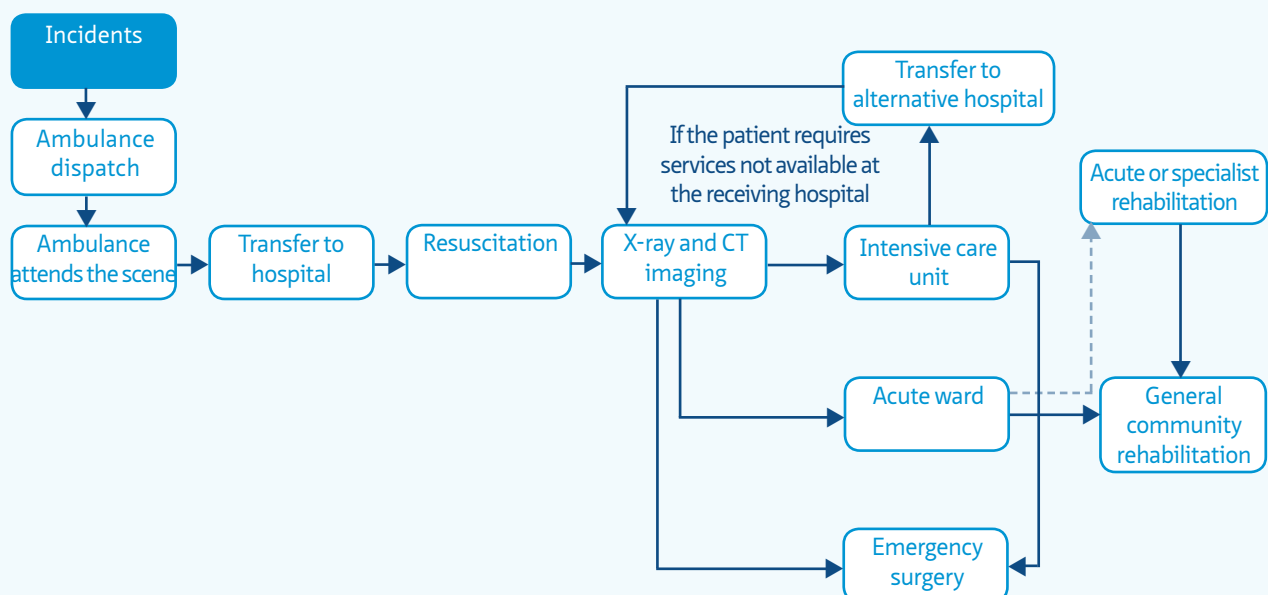 Incidents
Ambulance
dispatch
Ambulance
attends the scene
Transfer to
hospital
Resuscitation
X-ray and CT
imaging
If the patient requires
services not available at
the receiving hospital
Transfer to
alternative hospital
Intensive care
unit
Acute ward
Emergency
surgery
Acute or specialist
rehabilitation
General
community
rehabilitation